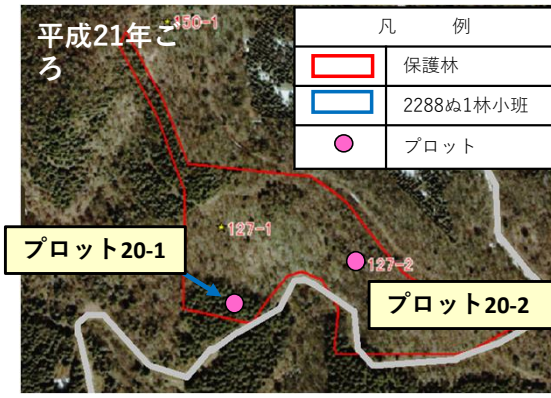 平成21年ご
ろ
150-1
凡 例
保護林
2288ぬ1林小班
プロット
127-1
プロット20-1
127-2
プロット20-2